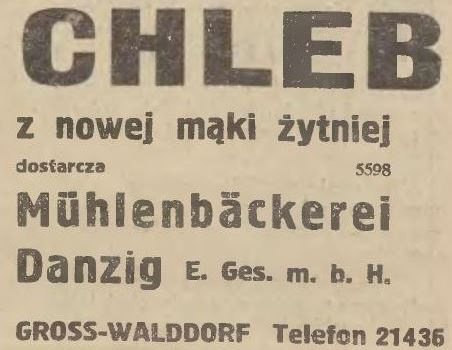 CHLEB
z nowej mąki żytniej
dostarcza 5598
Mühlenbäckerei
Danzig E. Ges. m. b. H.
GROSS-WALDDORF Telefon 21436